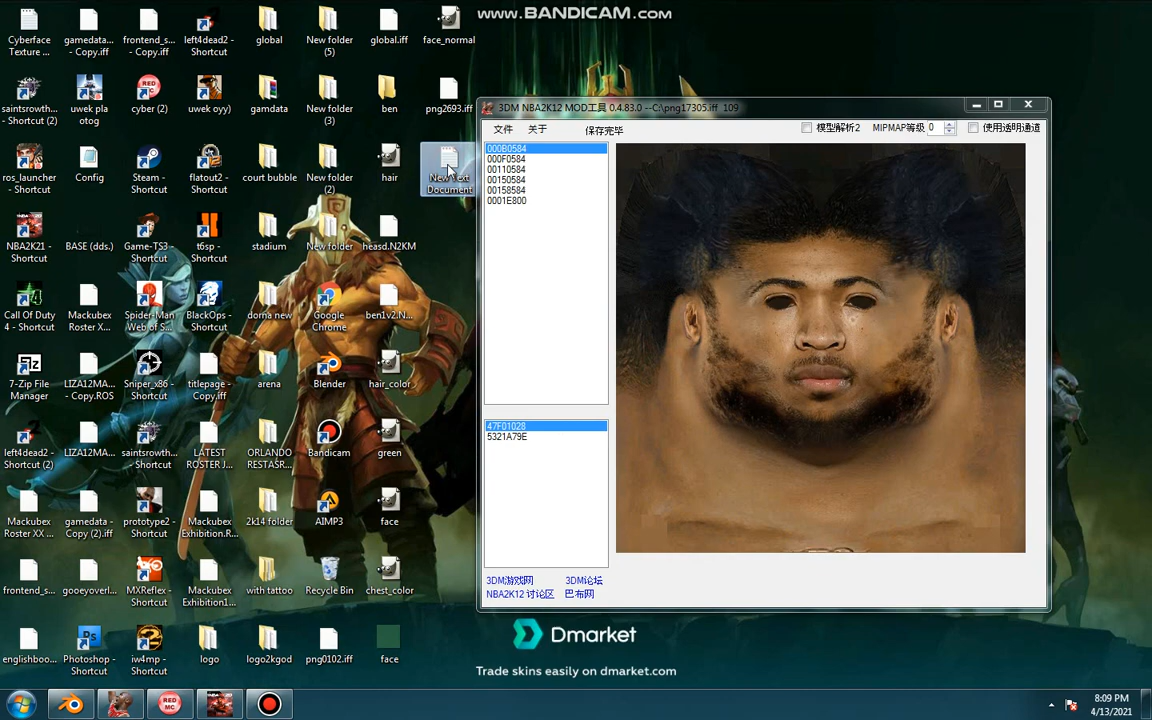 www.BANDICAM.com
Cyberface
Texture ...
gamedata...
- Copy.iff
frontend_s...
- Copy.iff
left4dead2 -
Shortcut
global
New folder
(5)
global.iff
face_normal
saintsrowth...
- Shortcut (2)
uwek pla
otog
cyber (2)
uwek oyy)
gamdata
New folder
(3)
ben
png2693.iff
ros_launcher
- Shortcut
Config
Steam -
Shortcut
flatout2 -
Shortcut
court bubble
New folder
(2)
hair
New Text
Document
NBA2K21 -
Shortcut
BASE (dds.)
Game-TS3 -
Shortcut
t6sp -
Shortcut
stadium
New folder
heasd.N2KM
Call Of Duty
4 - Shortcut
Mackubex
Roster X...
Spider-Man
Web of S...
BlackOps -
Shortcut
dorna new
Google
Chrome
ben1v2.N...
7-Zip File
Manager
LIZA12MA...
- Copy.ROS
Sniper_x86 -
Shortcut
titlepage -
Copy.iff
arena
Blender
hair_color
left4dead2 -
Shortcut (2)
LIZA12MA...
saintsrowth...
- Shortcut
LATEST
ROSTER J...
ORLANDO
RESTASR...
Bandicam
green
Mackubex
Roster XX ...
gamedata -
Copy (2).iff
prototype2 -
Shortcut
Mackubex
Exhibition.R...
2k14 folder
AIMP3
face
frontend_s...
gooeyoverl...
MXReflex -
Shortcut
Mackubex
Exhibition1...
with tattoo
Recycle Bin
chest_color
englishboo...
Photoshop -
Shortcut
iw4mp -
Shortcut
logo
logo2kgod
png0102.iff
face
3DM NBA2K12 MOD工具 0.4.83.0 --C:\png17305.iff 109
文件 关于 保存完毕 模型解析2 MIPMAP等级 0 使用透明通道
000B0584
000F0584
00110584
00150584
00158584
0001E800
47F01028
5321A79E
3DM游戏网 3DM论坛
NBA2K12 讨论区 巴布网
Dmarket
Trade skins easily on dmarket.com
8:09 PM
4/13/2021